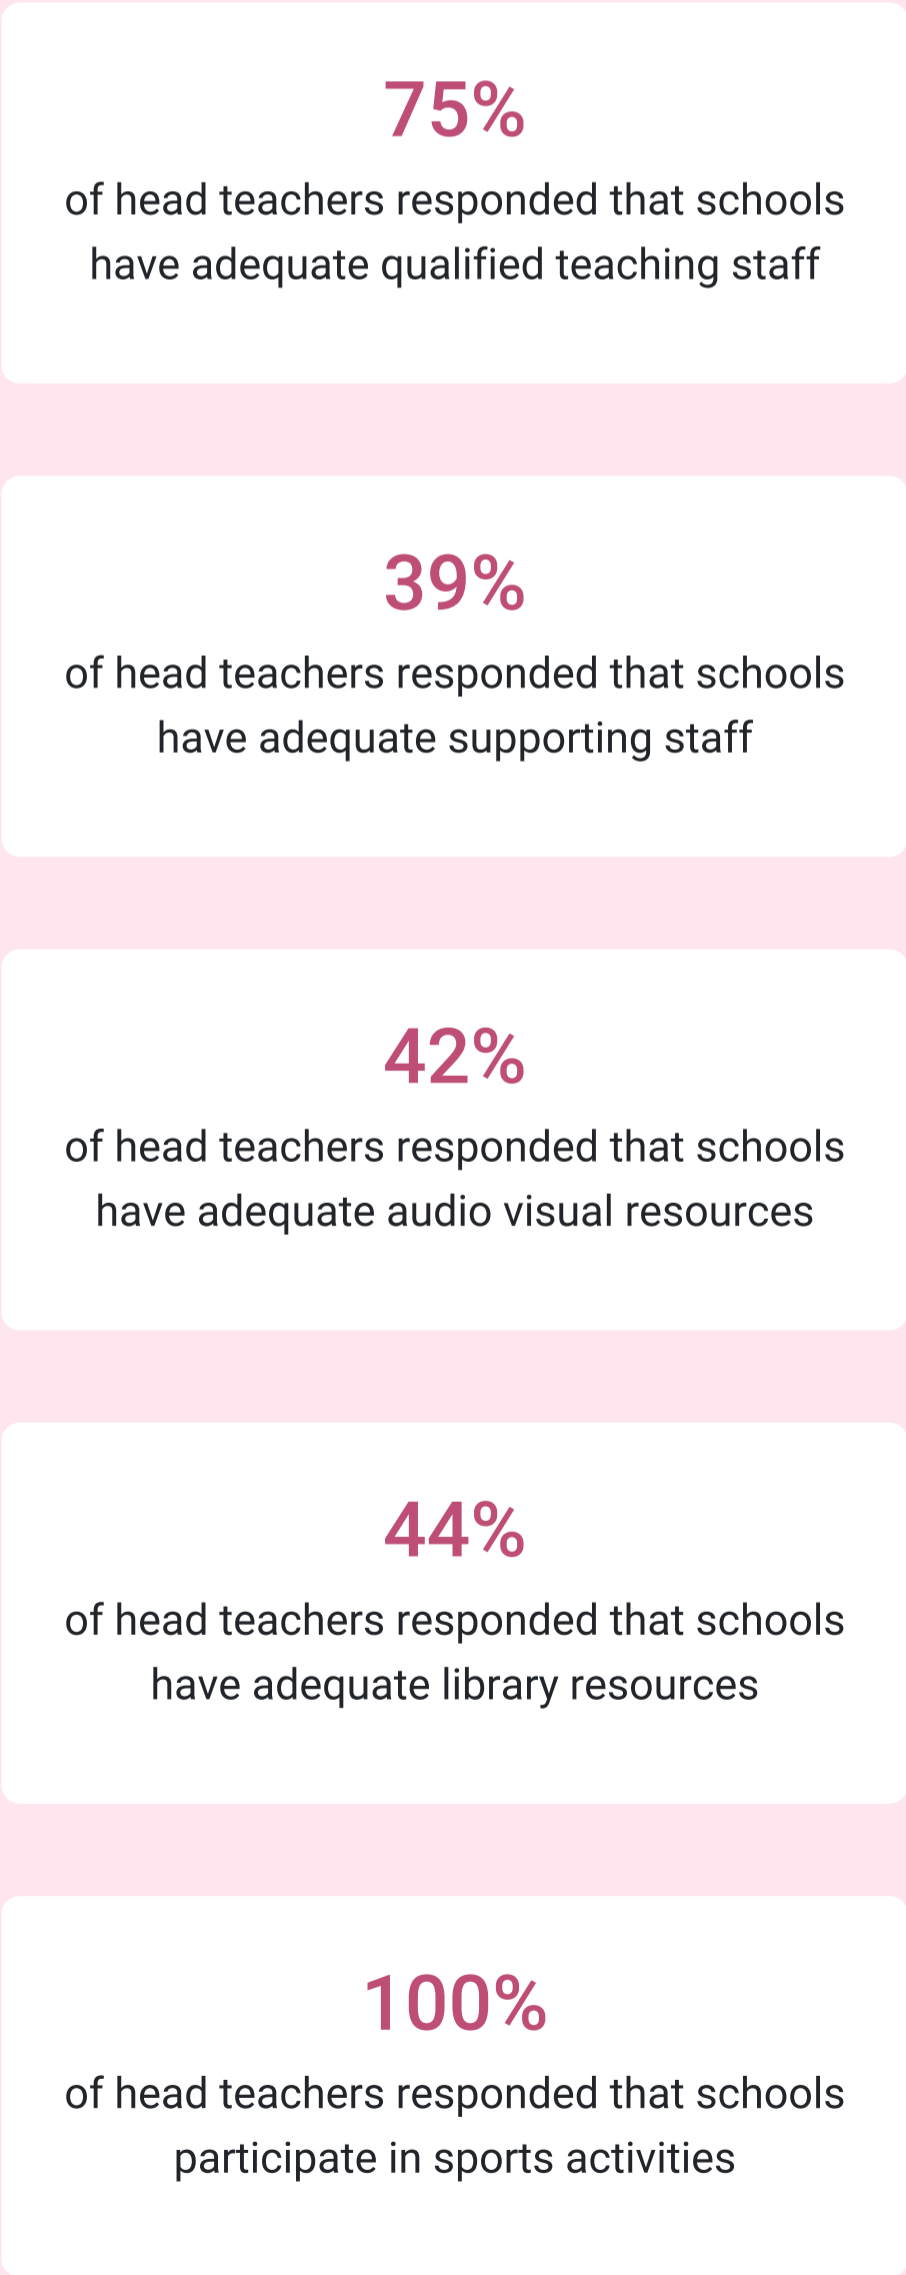 75%
of head teachers responded that schools
have adequate qualified teaching staff
39%
of head teachers responded that schools
have adequate supporting staff
42%
of head teachers responded that schools
have adequate audio visual resources
44%
of head teachers responded that schools
have adequate library resources
100%
of head teachers responded that schools
participate in sports activities